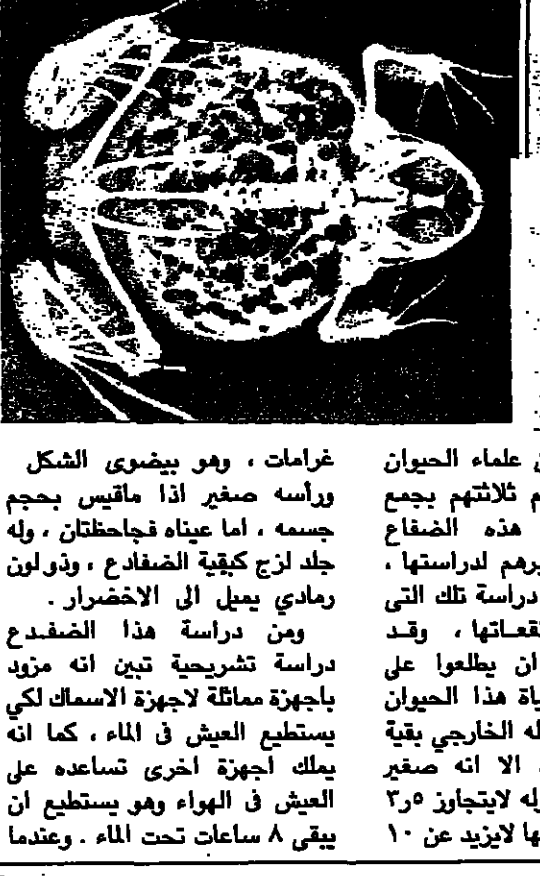 علماء الحيوان
ثلاثتهم بجمع
هذه الضفاع
لدراستها ،
دراسة تلك التى
وقد
ان يطلعوا على
هذا الحيوان
الخارجي بقية
الا انه صغير
لايتجاوز ٣ر٥
لايزيد عن ١٠
غرامات ، وهو بيضوى الشكل
وراسه صغير اذا ماقيس بحجم
جسمه ، اما عيناه فجاحظتان ، وله
جلد لزج كبقية الضفادع ، وذو لون
رمادي يميل الى الاخضرار .
ومن دراسة هذا الضفدع
دراسة تشريحية تبين انه مزود
باجهزة مماثلة لاجهزة الاسماك لكي
يستطيع العيش فى الماء ، كما انه
يملك اجهزة اخرى تساعده على
العيش فى الهواء وهو يستطيع ان
يبقى ٨ ساعات تحت الماء . وعندما